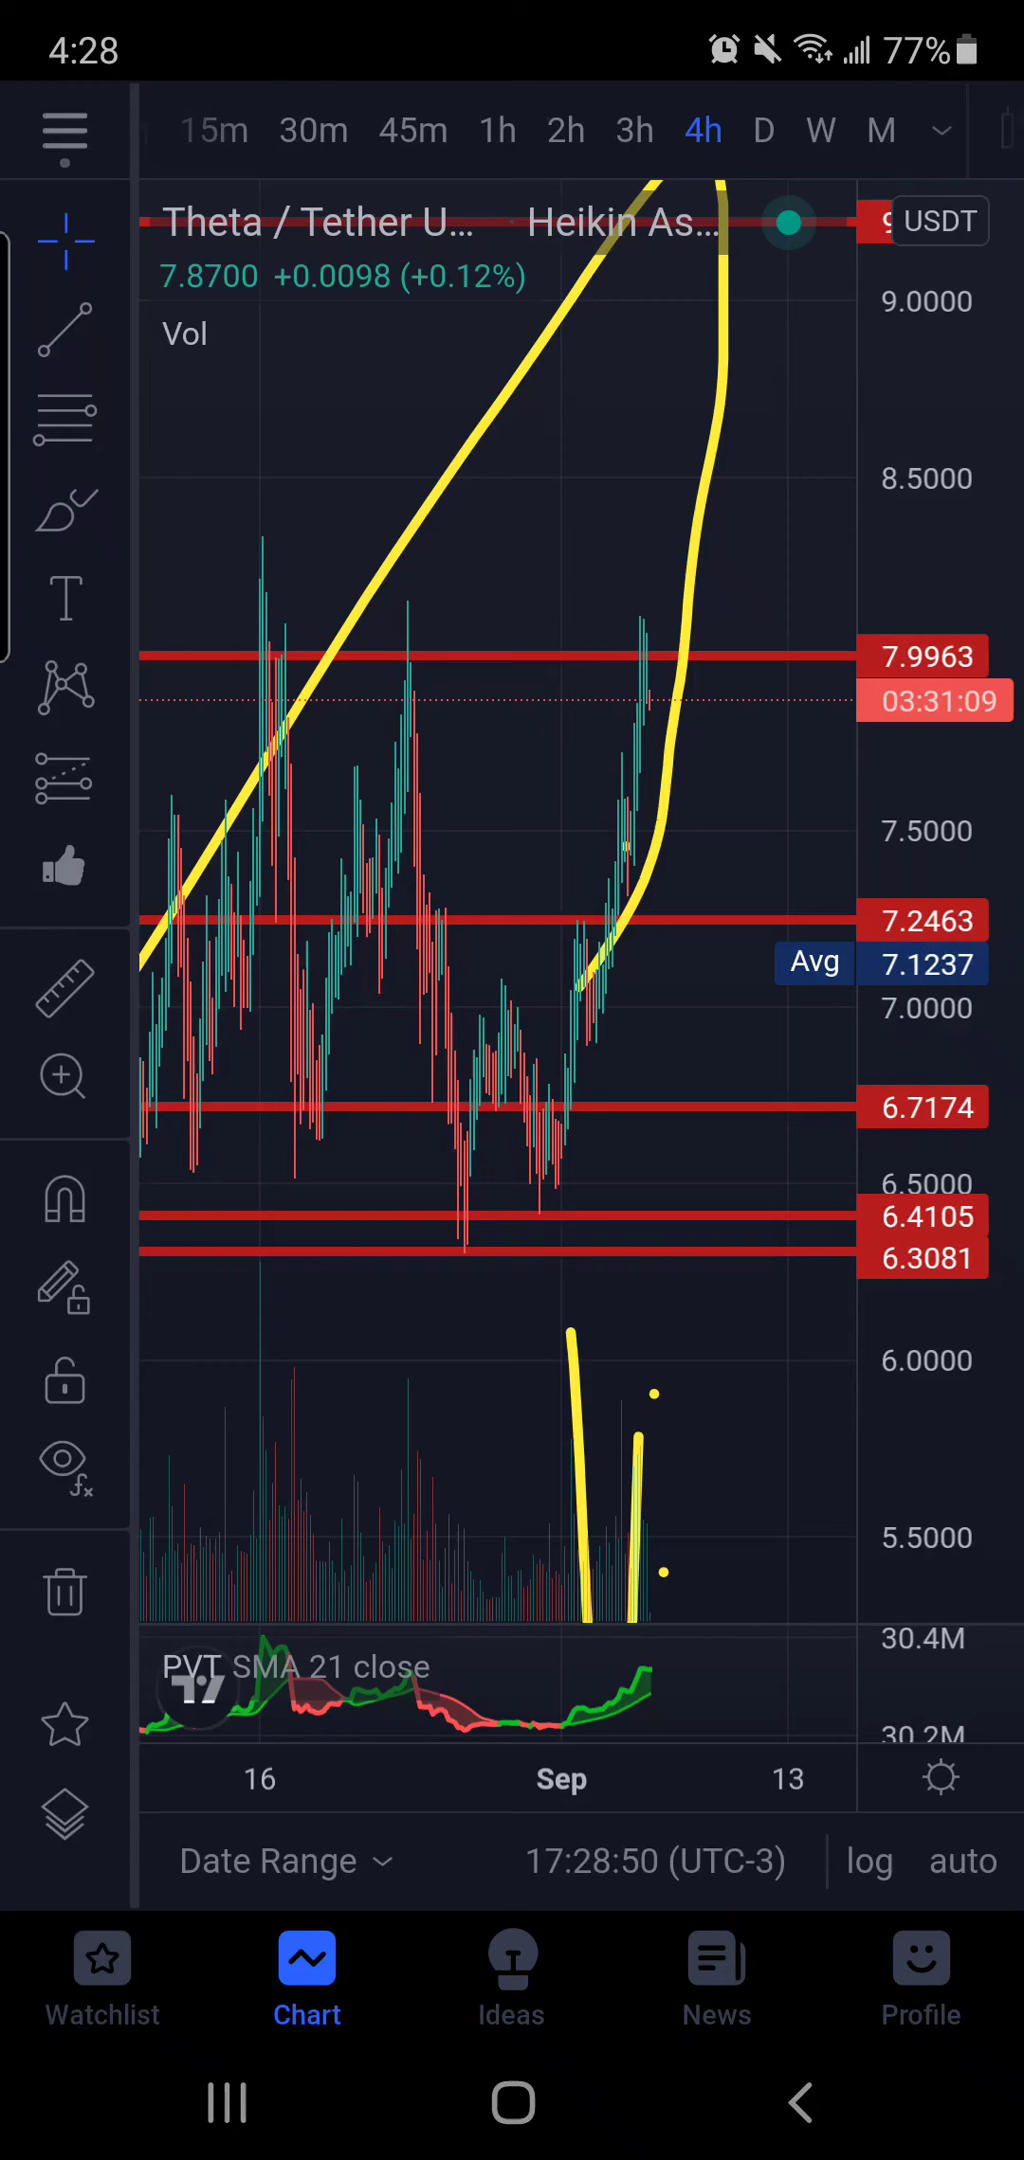 4:28 77%
15m 30m 45m 1h 2h 3h 4h D W M
Theta / Tether U... · Heikin As... USDT
7.8700 +0.0098 (+0.12%)
9.0000
Vol
8.5000
7.9963
03:31:09
7.5000
7.2463
Avg 7.1237
7.0000
6.7174
6.5000
6.4105
6.3081
6.0000
5.5000
30.4M
PVT SMA 21 close
30.2M
16 Sep 13
Date Range 17:28:50 (UTC-3) log auto
Watchlist Chart Ideas News Profile